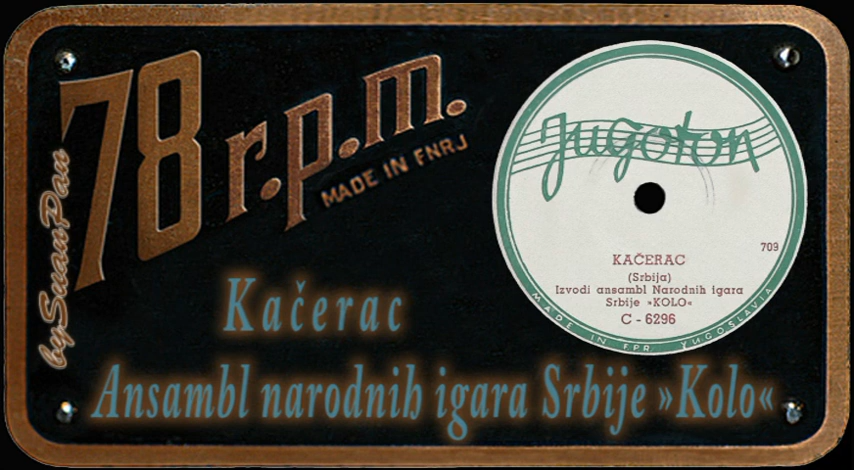 78 r.p.m.
MADE IN FNRJ
bySwanPan
Jugoton
709
KAČERAC
(Srbija)
Izvodi ansambl Narodnih igara
Srbije »KOLO«
C - 6296
MADE IN FPR YUGOSLAVIA
Kačerac
Ansambl narodnih igara Srbije »Kolo«